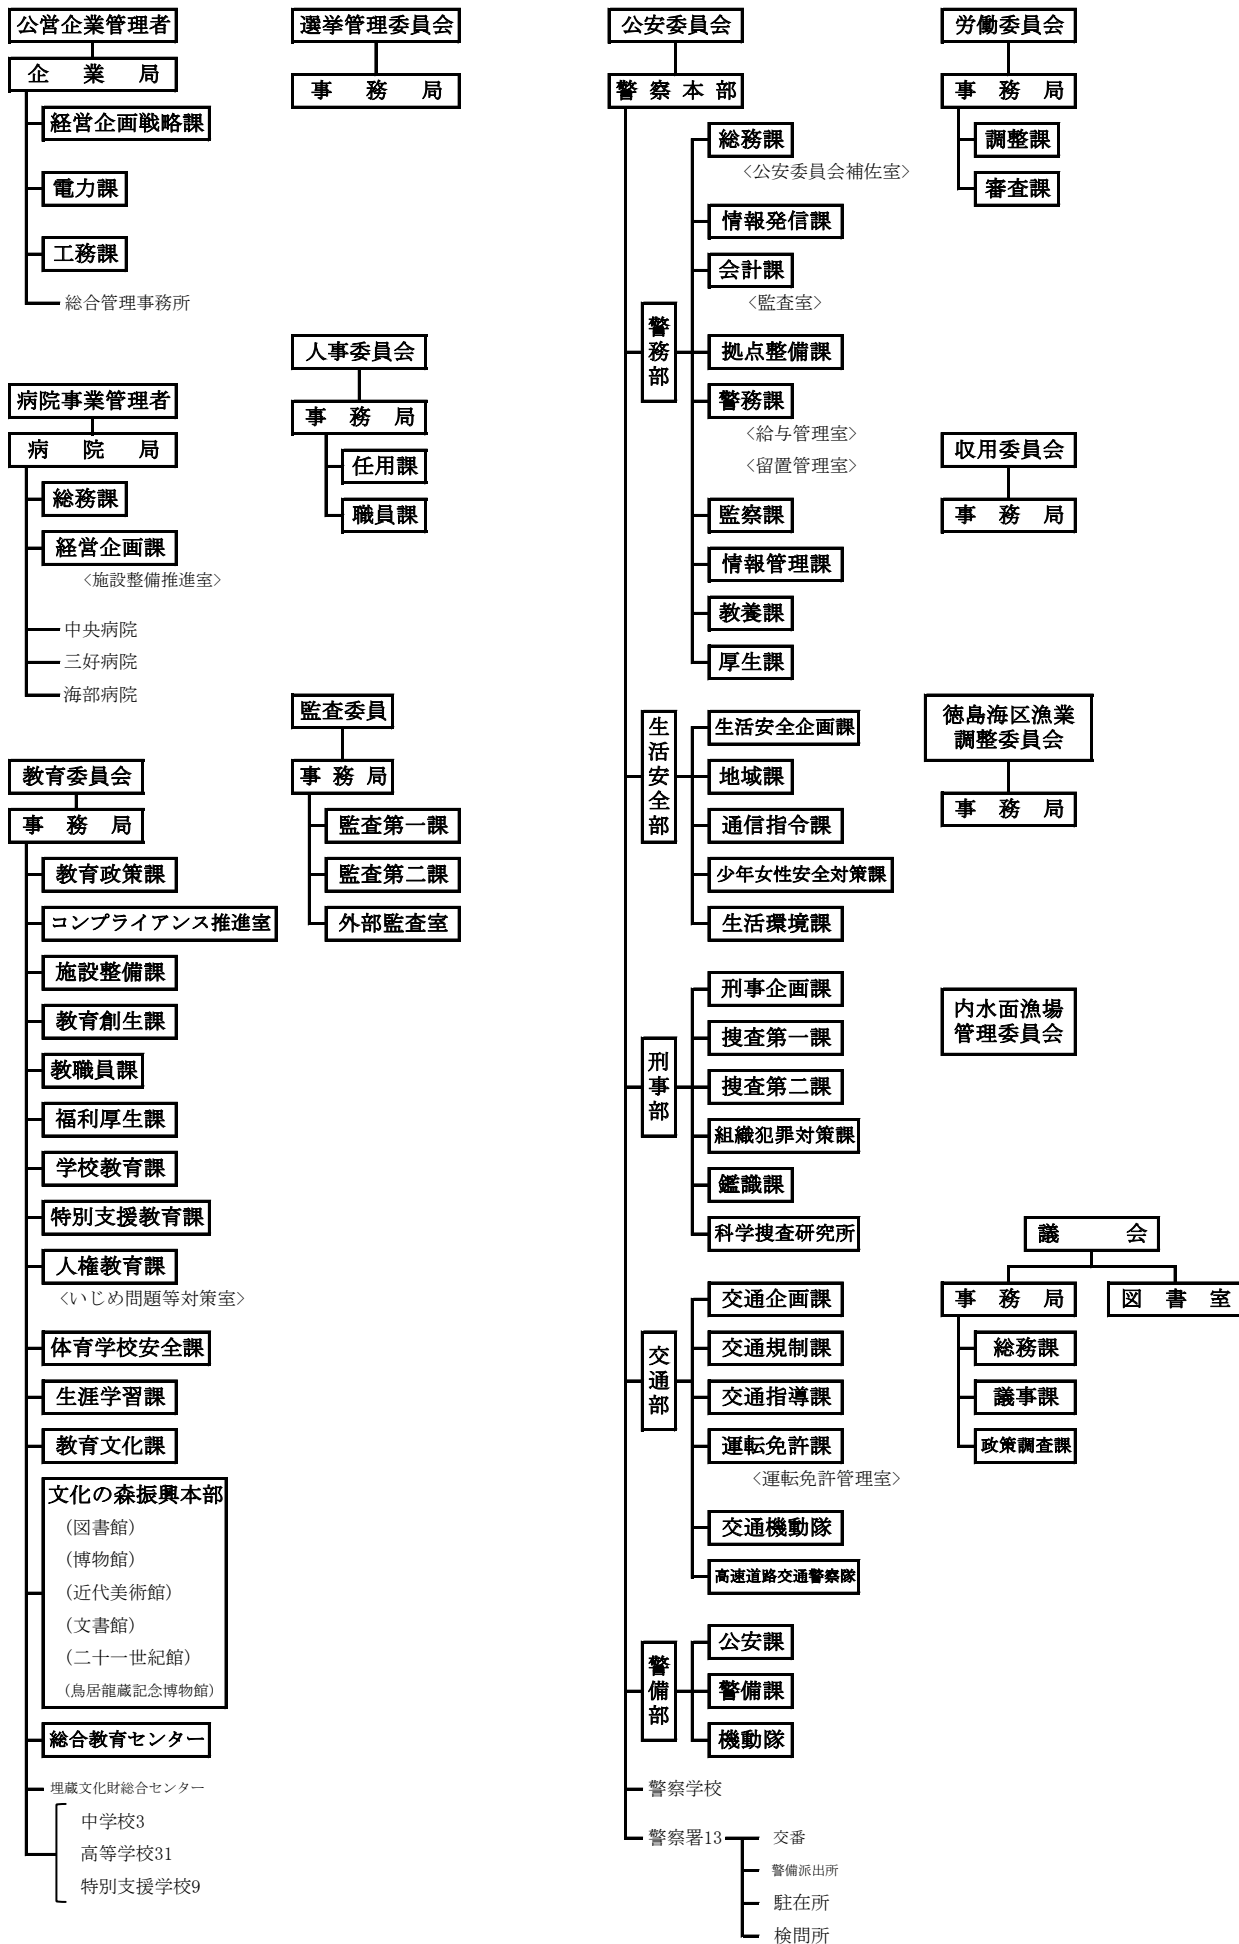 公営企業管理者
企業局
経営企画戦略課
電力課
工務課
総合管理事務所
病院事業管理者
病院局
総務課
経営企画課
<施設整備推進室>
中央病院
三好病院
海部病院
教育委員会
事務局
教育政策課
コンプライアンス推進室
施設整備課
教育創生課
教職員課
福利厚生課
学校教育課
特別支援教育課
人権教育課
<いじめ問題等対策室>
体育学校安全課
生涯学習課
教育文化課
文化の森振興本部
(図書館)
(博物館)
(近代美術館)
(文書館)
(二十一世紀館)
(鳥居龍蔵記念博物館)
総合教育センター
埋蔵文化財総合センター
中学校3
高等学校31
特別支援学校9
選挙管理委員会
事務局
人事委員会
事務局
任用課
職員課
監査委員
事務局
監査第一課
監査第二課
外部監査室
公安委員会
警察本部
警務部
総務課
<公安委員会補佐室>
情報発信課
会計課
<監査室>
拠点整備課
警務課
<給与管理室>
<留置管理室>
監察課
情報管理課
教養課
厚生課
生活安全部
生活安全企画課
地域課
通信指令課
少年女性安全対策課
生活環境課
刑事部
刑事企画課
捜査第一課
捜査第二課
組織犯罪対策課
鑑識課
科学捜査研究所
交通部
交通企画課
交通規制課
交通指導課
運転免許課
<運転免許管理室>
交通機動隊
高速道路交通警察隊
警備部
公安課
警備課
機動隊
警察学校
警察署13
交番
警備派出所
駐在所
検問所
労働委員会
事務局
調整課
審査課
収用委員会
事務局
徳島海区漁業
調整委員会
事務局
内水面漁場
管理委員会
議会
事務局
図書室
総務課
議事課
政策調査課